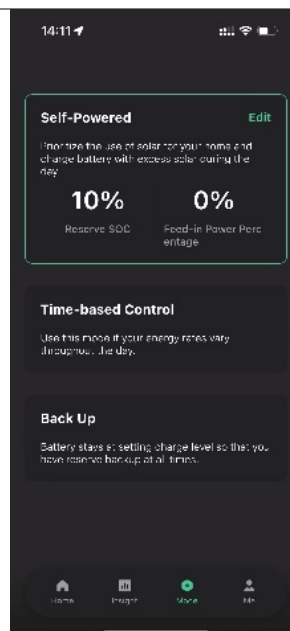 14:11
Self-Powered
Edit
Prioritize the use of solar for your home and
charge battery with excess solar during the
day
10%
0%
Reserve SOC
Feed-in Power Perc
entage
Time-based Control
Use this mode if your energy rates vary
throughout the day.
Back Up
Battery stays at setting charge level so that you
have reserve backup at all times.
Home
Insight
Mode
Me